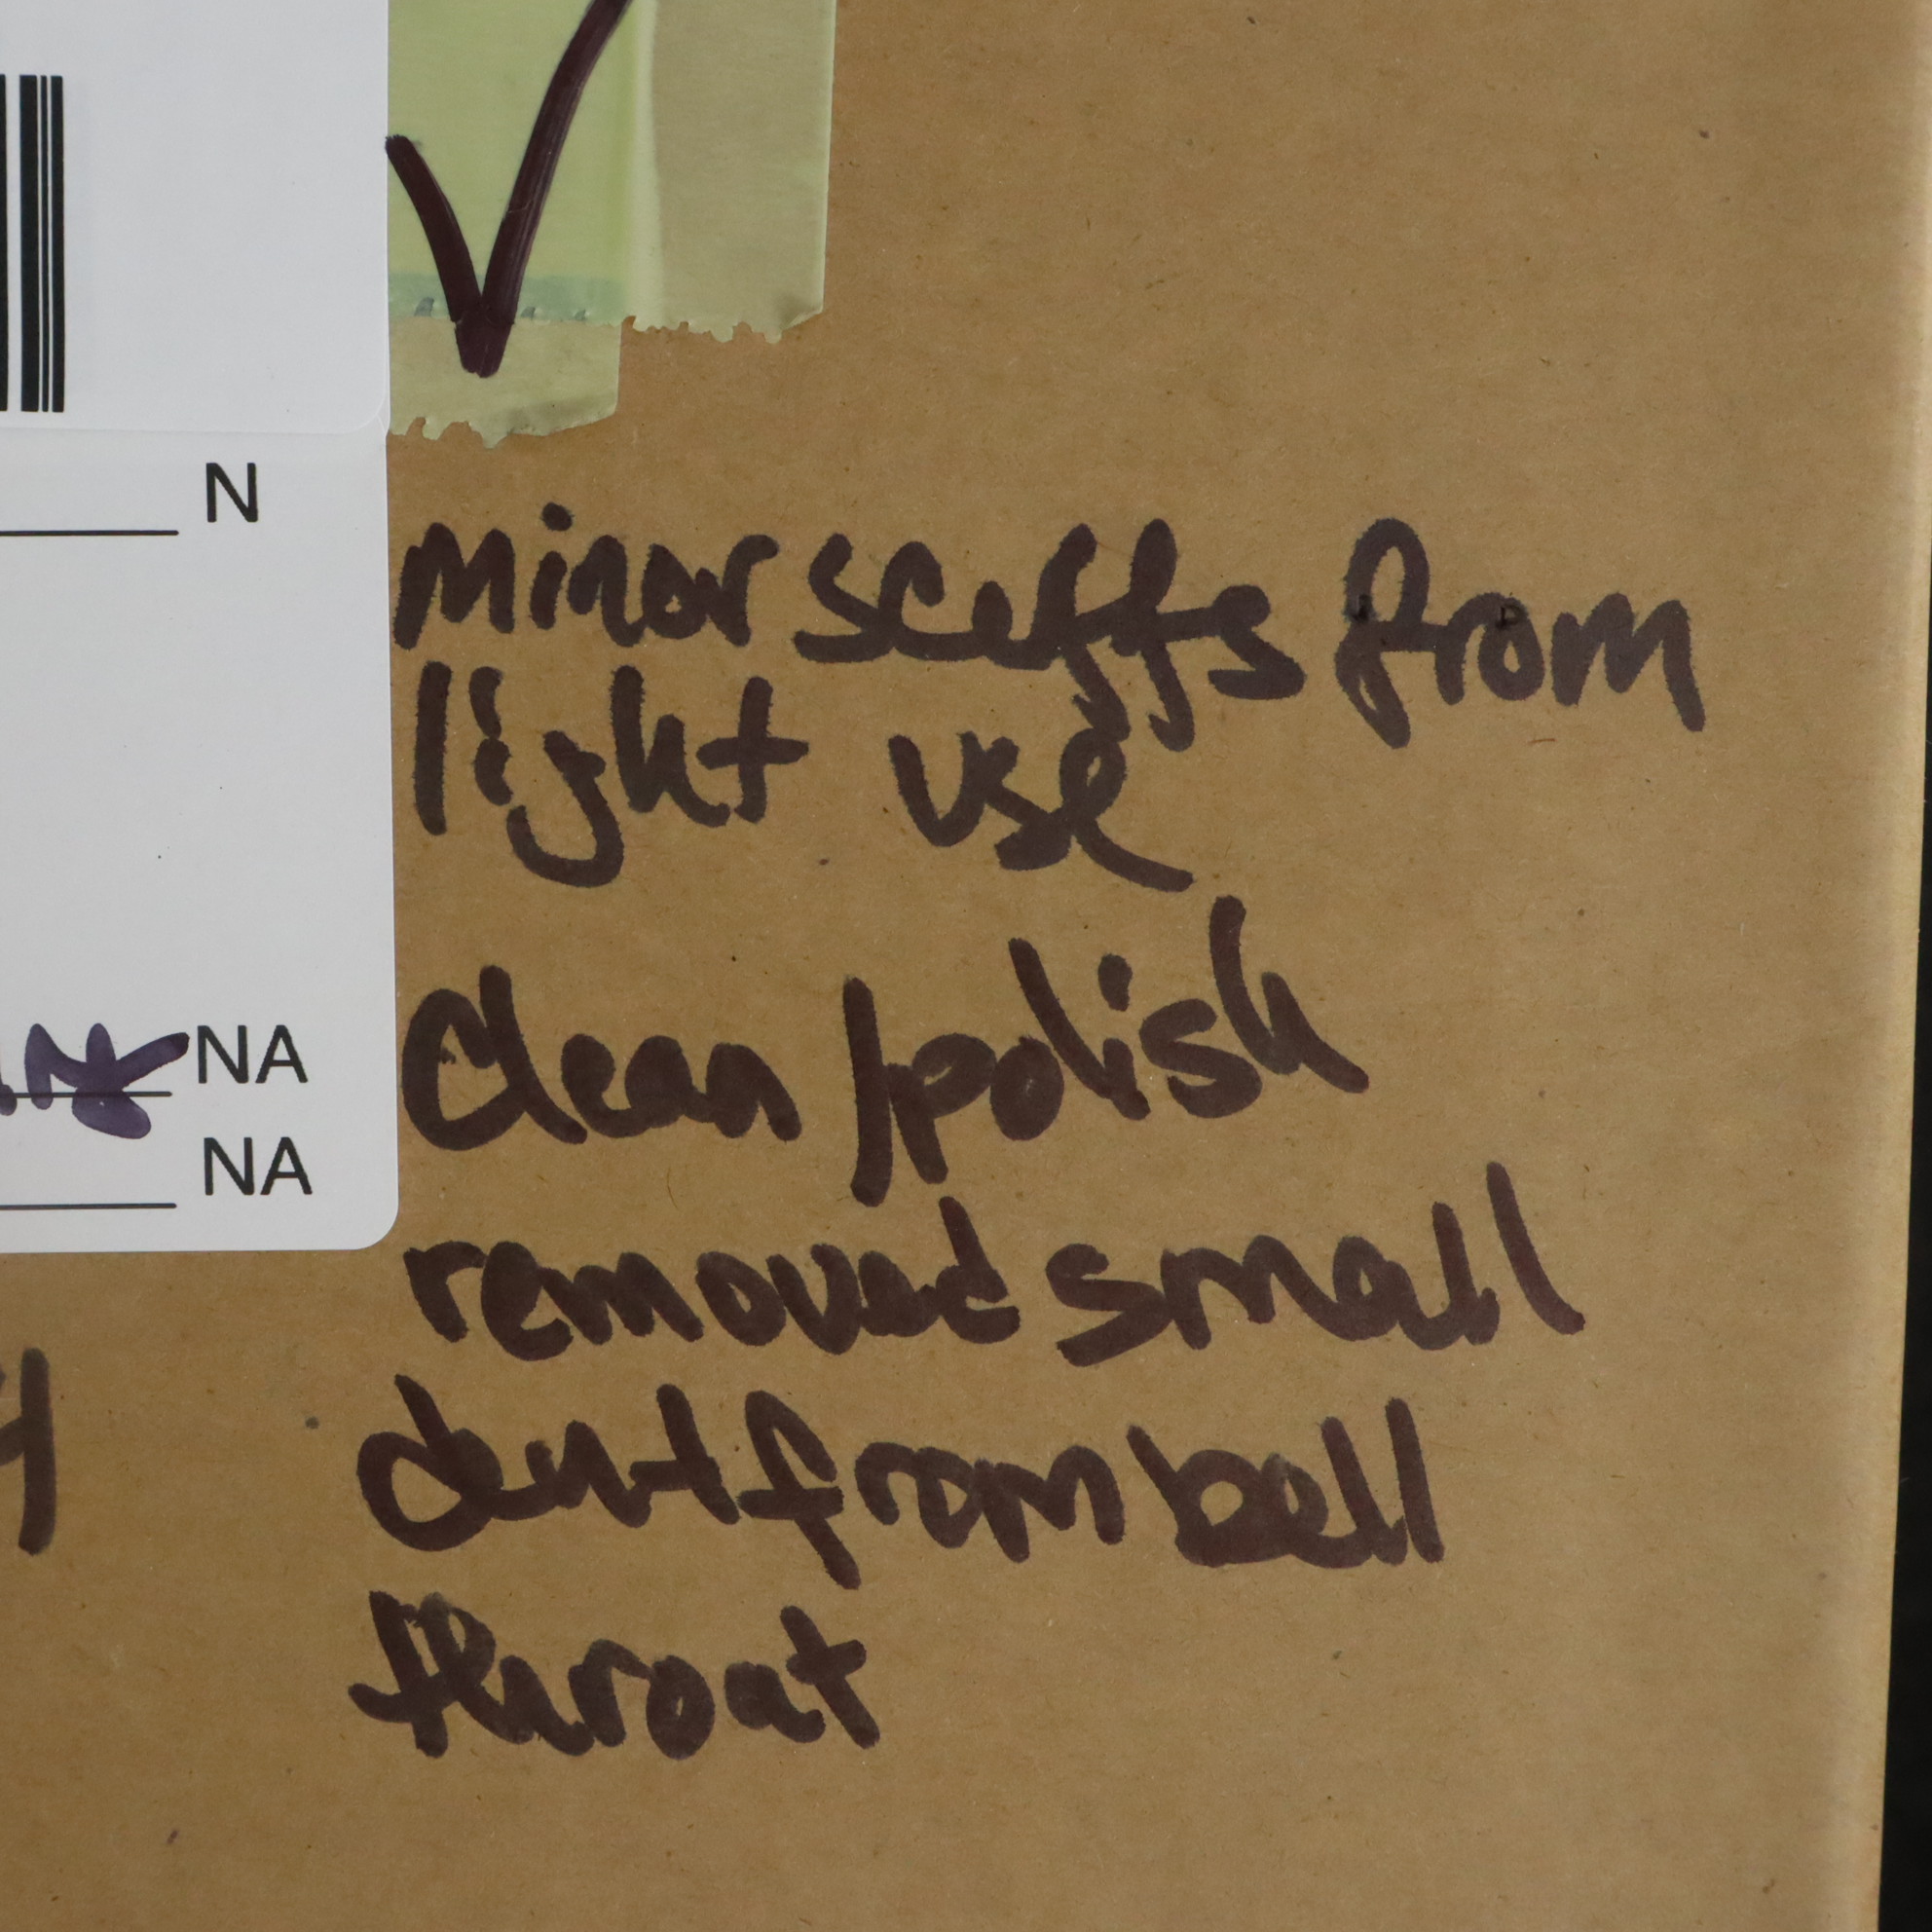 N
Minor scuffs from
light use
NA
Clean/polish
NA
removed small
dent from bell
throat